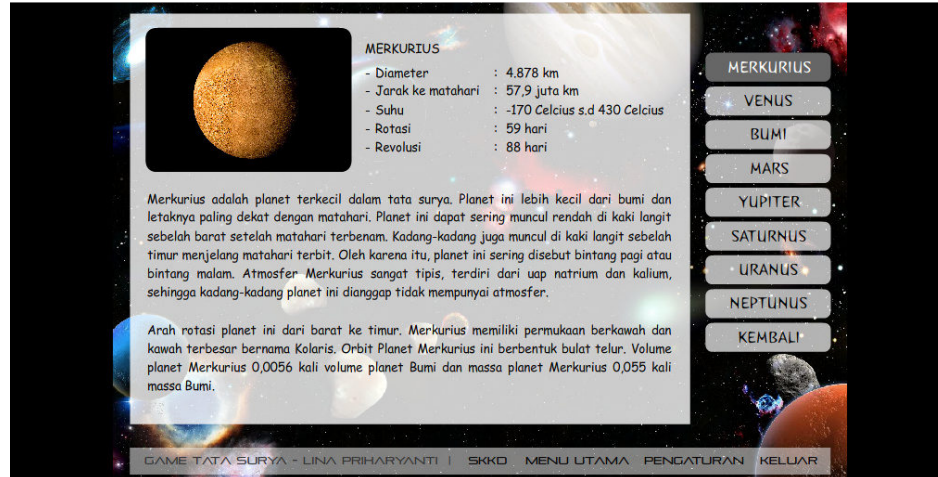 MERKURIUS
- Diameter : 4.878 km
- Jarak ke matahari : 57,9 juta km
- Suhu : -170 Celcius s.d 430 Celcius
- Rotasi : 59 hari
- Revolusi : 88 hari
Merkurius adalah planet terkecil dalam tata surya. Planet ini lebih kecil dari bumi dan
letaknya paling dekat dengan matahari. Planet ini dapat sering muncul rendah di kaki langit
sebelah barat setelah matahari terbenam. Kadang-kadang juga muncul di kaki langit sebelah
timur menjelang matahari terbit. Oleh karena itu, planet ini sering disebut bintang pagi atau
bintang malam. Atmosfer Merkurius sangat tipis, terdiri dari uap natrium dan kalium,
sehingga kadang-kadang planet ini dianggap tidak mempunyai atmosfer.
Arah rotasi planet ini dari barat ke timur. Merkurius memiliki permukaan berkawah dan
kawah terbesar bernama Kolaris. Orbit Planet Merkurius ini berbentuk bulat telur. Volume
planet Merkurius 0,0056 kali volume planet Bumi dan massa planet Merkurius 0,055 kali
massa Bumi.
MERKURIUS
VENUS
BUMI
MARS
YUPITER
SATURNUS
URANUS
NEPTUNUS
KEMBALI
GAME TATA SURYA - LINA PRIHARYANTI | SKKD MENU UTAMA PENGATURAN KELUAR